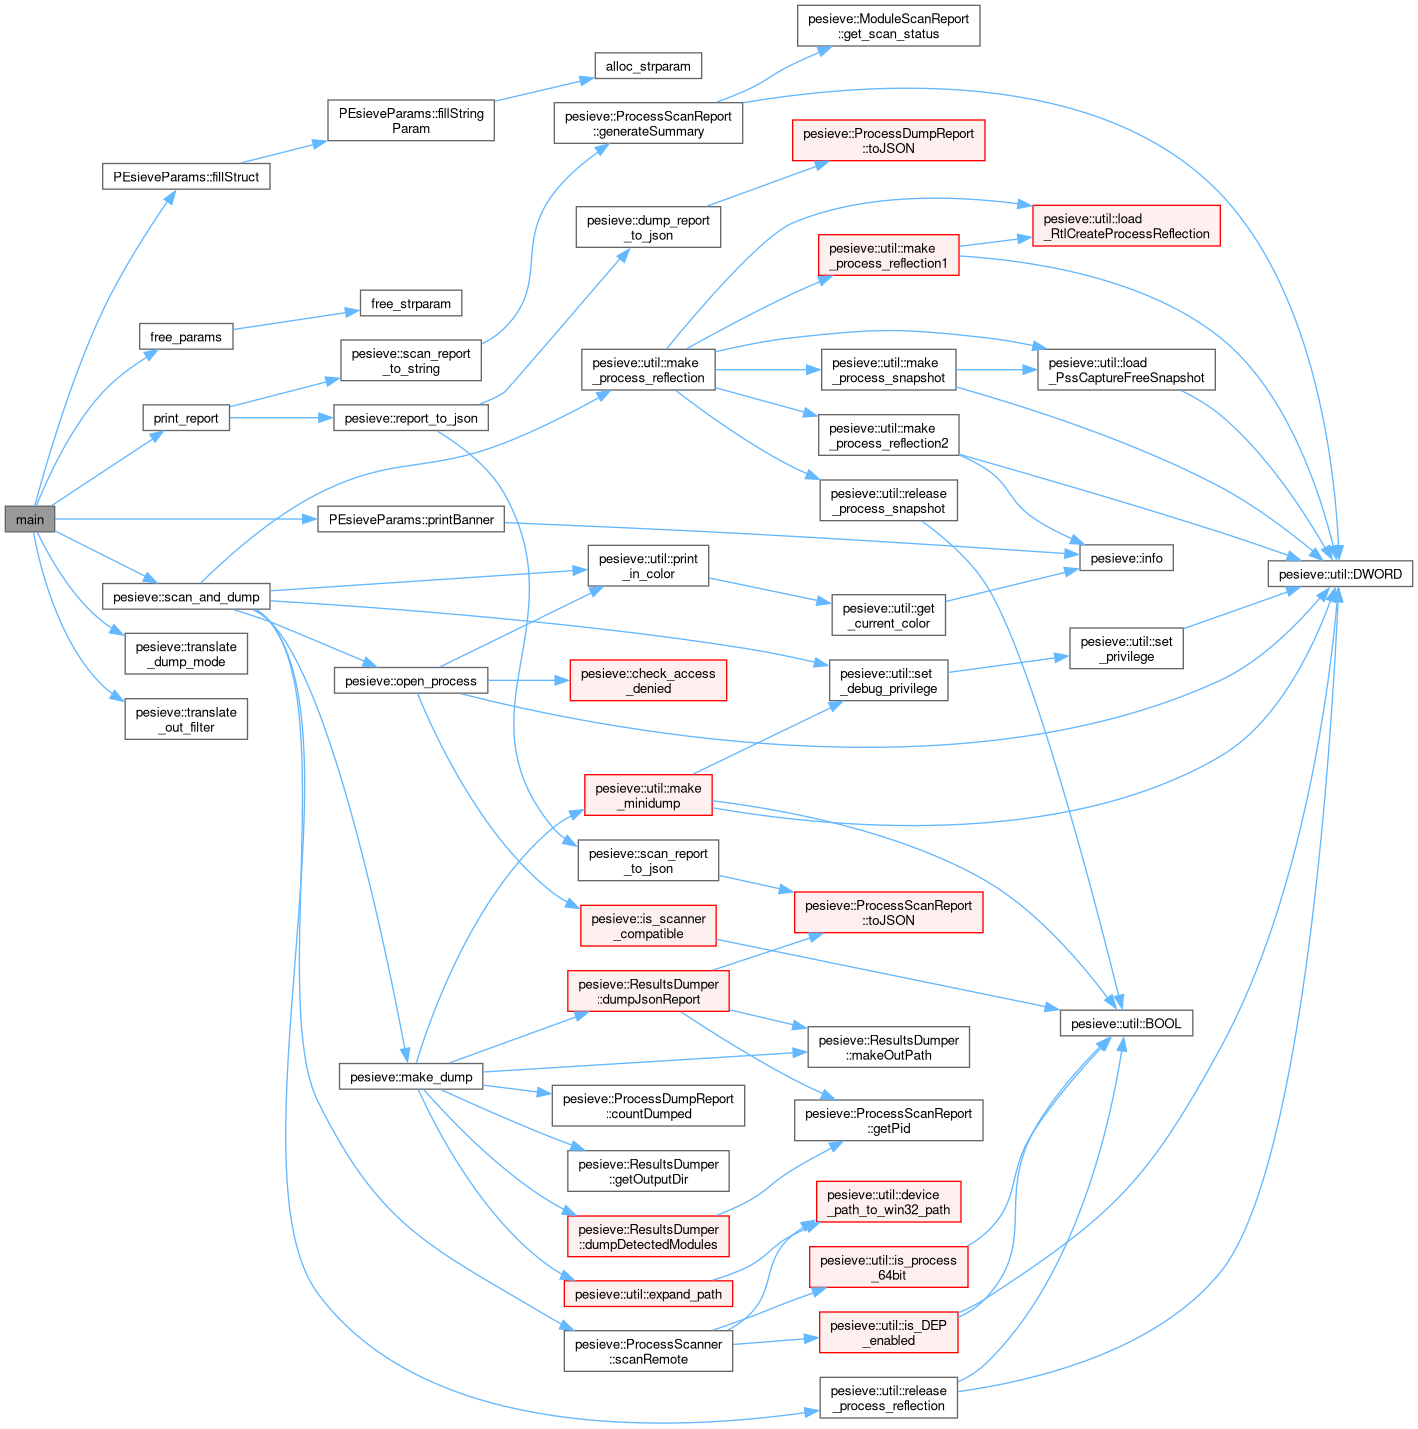 pesieve::ModuleScanReport
::get_scan_status
alloc_strparam
PEsieveParams::fillString
Param
pesieve::ProcessScanReport
::generateSummary
pesieve::ProcessDumpReport
::toJSON
PEsieveParams::fillStruct
pesieve::dump_report
_to_json
pesieve::util::load
_RtlCreateProcessReflection
pesieve::util::make
_process_reflection1
free_strparam
free_params
pesieve::scan_report
_to_string
pesieve::util::make
_process_reflection
pesieve::util::make
_process_snapshot
pesieve::util::load
_PssCaptureFreeSnapshot
print_report
pesieve::report_to_json
pesieve::util::make
_process_reflection2
pesieve::util::release
_process_snapshot
main
PEsieveParams::printBanner
pesieve::info
pesieve::util::print
_in_color
pesieve::util::DWORD
pesieve::scan_and_dump
pesieve::util::get
_current_color
pesieve::translate
_dump_mode
pesieve::util::set
_privilege
pesieve::open_process
pesieve::check_access
_denied
pesieve::util::set
_debug_privilege
pesieve::translate
_out_filter
pesieve::util::make
_minidump
pesieve::scan_report
_to_json
pesieve::ProcessScanReport
::toJSON
pesieve::is_scanner
_compatible
pesieve::ResultsDumper
::dumpJsonReport
pesieve::util::BOOL
pesieve::ResultsDumper
::makeOutPath
pesieve::make_dump
pesieve::ProcessDumpReport
::countDumped
pesieve::ProcessScanReport
::getPid
pesieve::ResultsDumper
::getOutputDir
pesieve::util::device
_path_to_win32_path
pesieve::ResultsDumper
::dumpDetectedModules
pesieve::util::is_process
_64bit
pesieve::util::expand_path
pesieve::util::is_DEP
_enabled
pesieve::ProcessScanner
::scanRemote
pesieve::util::release
_process_reflection